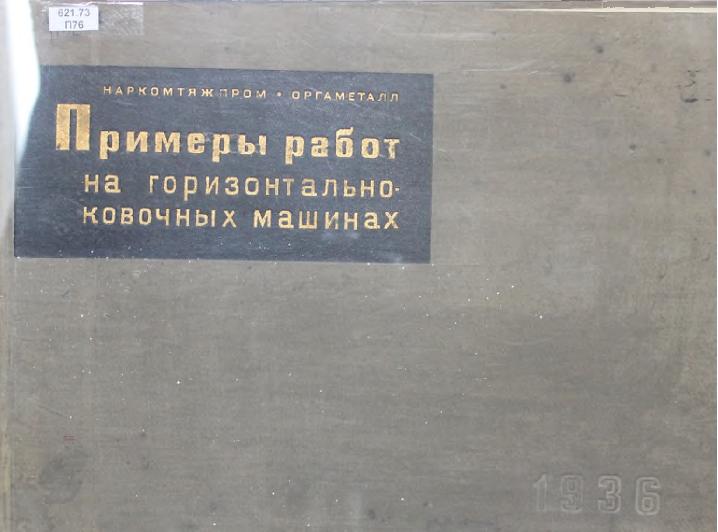 621.73
П76
НАРКОМТЯЖПРОМ • ОРГАМЕТАЛЛ
Примеры работ
на горизонтально-
ковочных машинах
1936